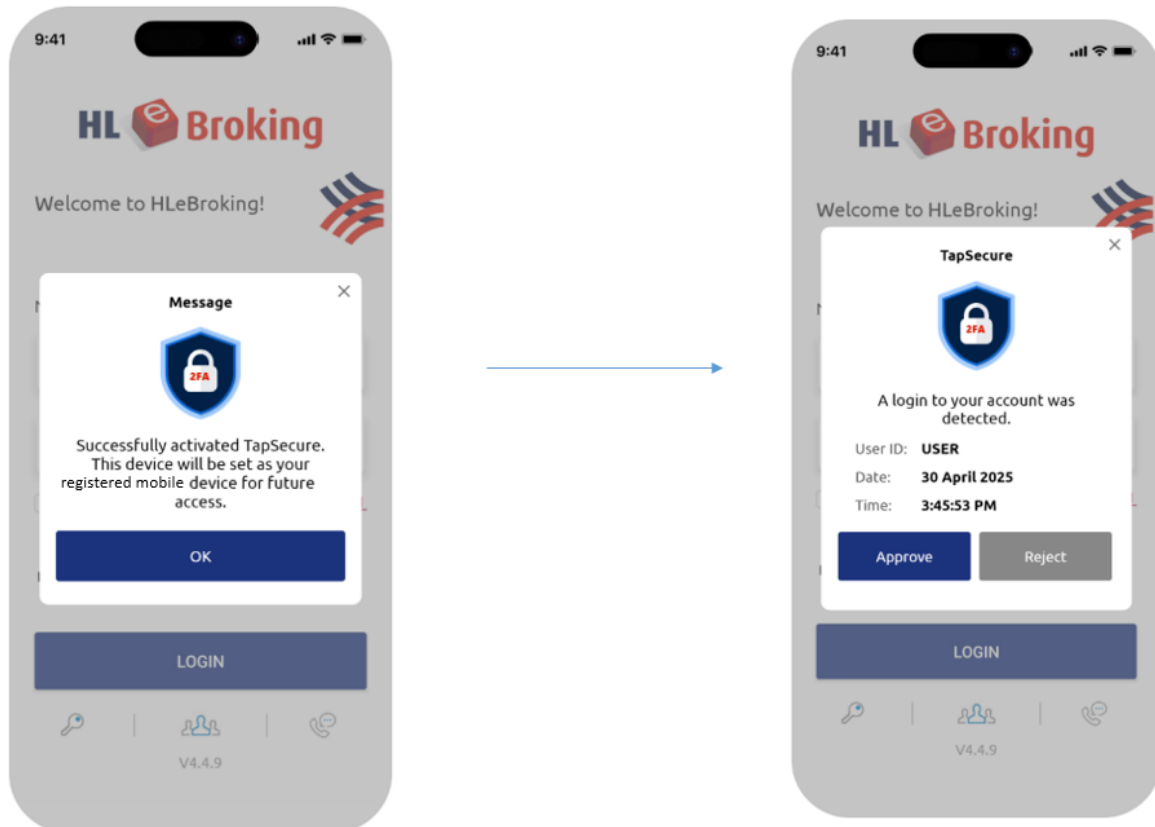 9:41
HL e Broking
Welcome to HLeBroking!
Message
2FA
Successfully activated TapSecure.
This device will be set as your
registered mobile device for future
access.
OK
LOGIN
V4.4.9
9:41
HL e Broking
Welcome to HLeBroking!
TapSecure
2FA
A login to your account was
detected.
User ID: USER
Date: 30 April 2025
Time: 3:45:53 PM
Approve Reject
LOGIN
V4.4.9